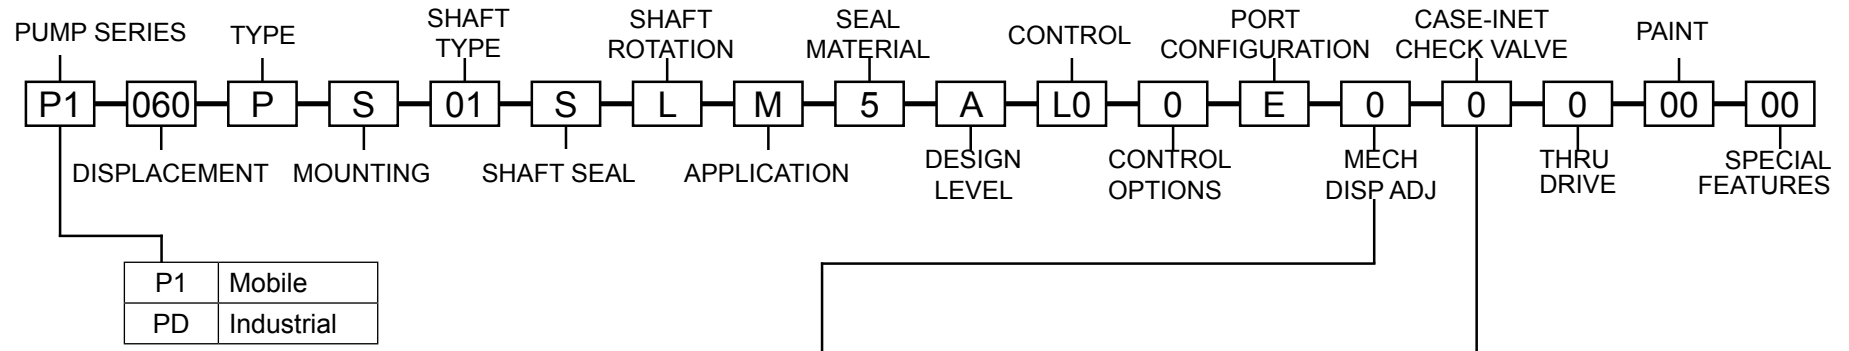 PUMP SERIES TYPE SHAFT TYPE SHAFT ROTATION SEAL MATERIAL CONTROL PORT CONFIGURATION CASE-INET CHECK VALVE PAINT
P1 060 P S 01 S L M 5 A L0 0 E 0 0 0 00 00
DISPLACEMENT MOUNTING SHAFT SEAL APPLICATION DESIGN LEVEL CONTROL OPTIONS MECH DISP ADJ THRU DRIVE SPECIAL FEATURES
P1 Mobile
PD Industrial